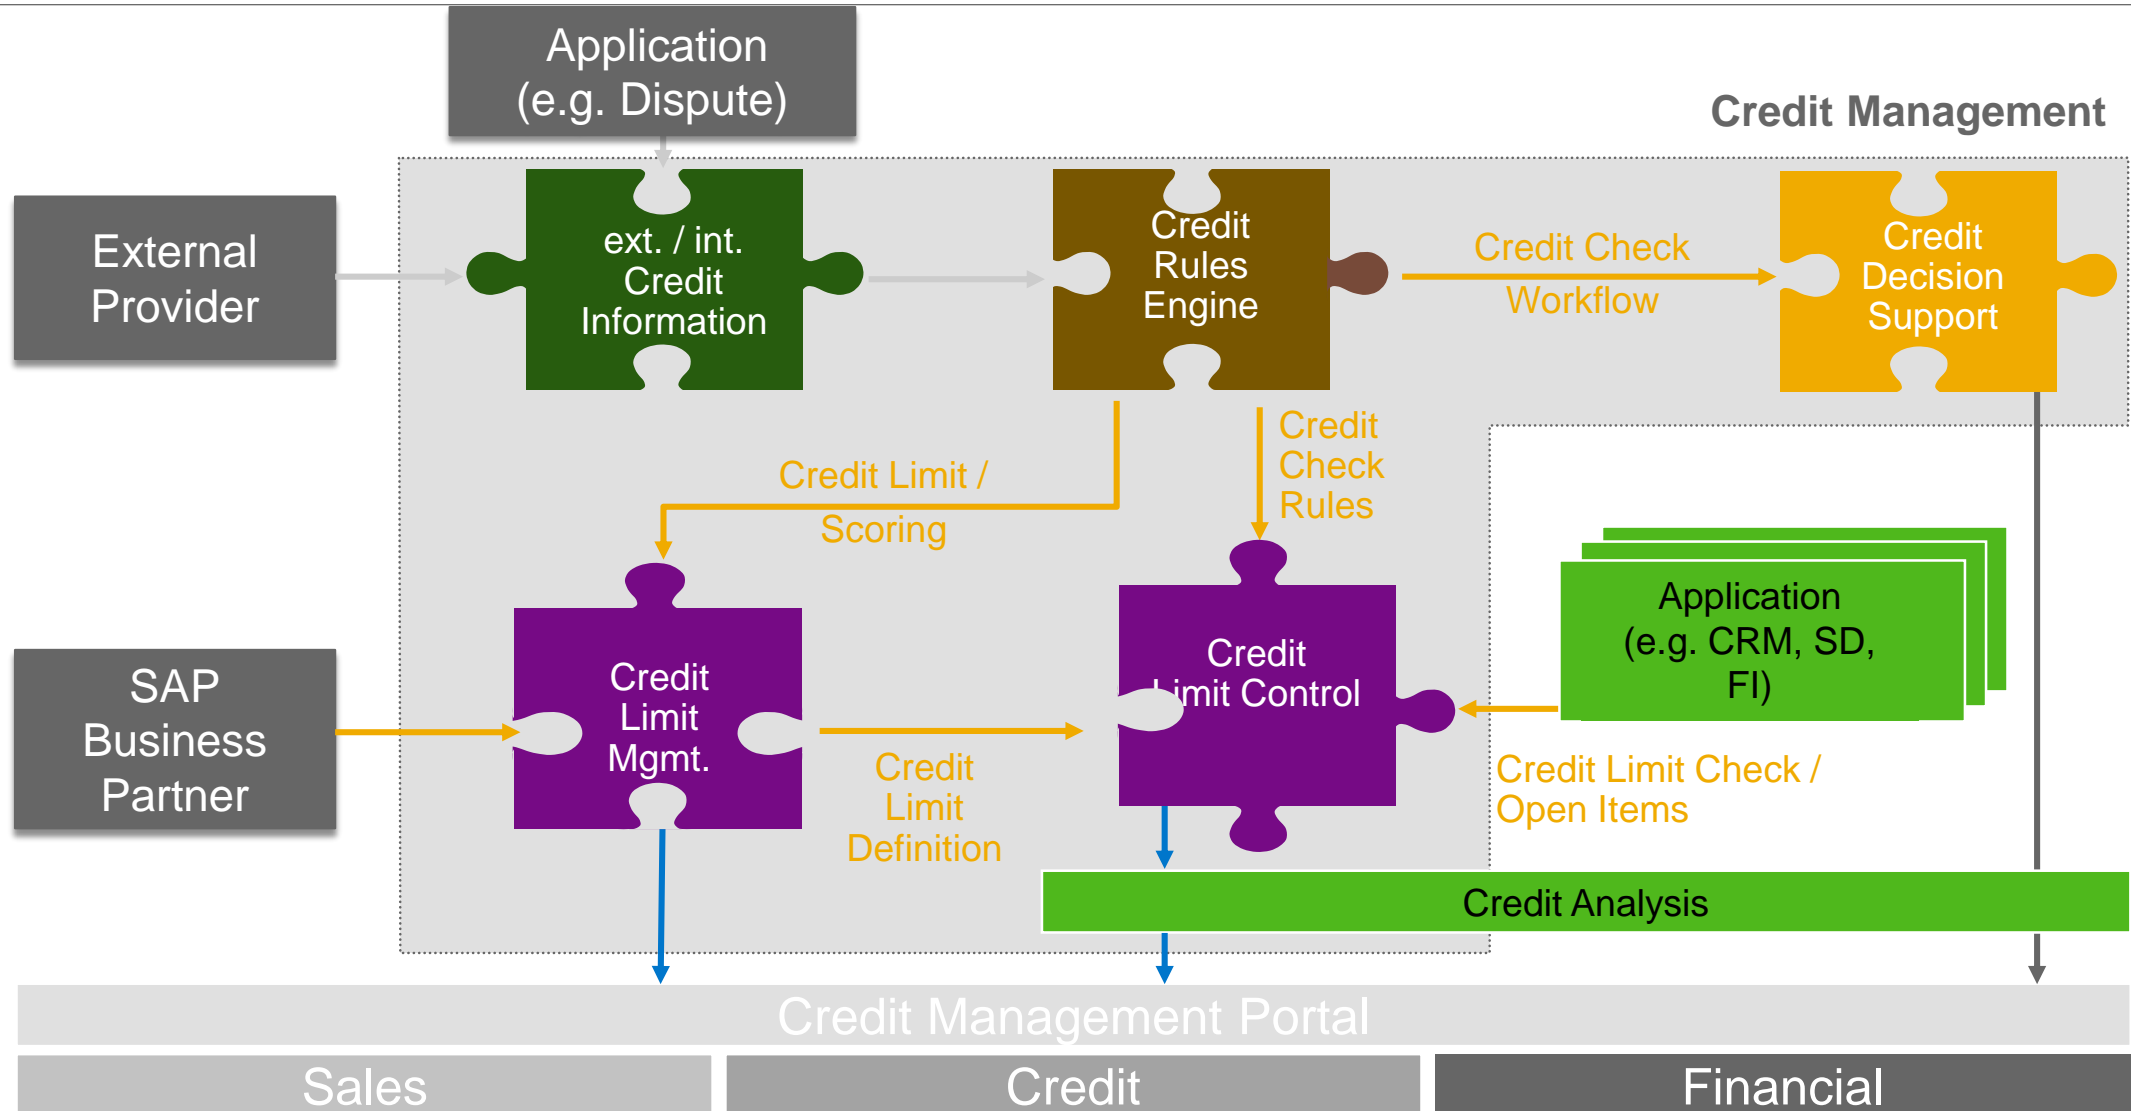 Application
(e.g. Dispute)
Credit Management
External
Provider
ext. / int.
Credit
Information
Credit
Rules
Engine
Credit Check
Workflow
Credit
Decision
Support
Credit Limit /
Scoring
Credit
Check
Rules
SAP
Business
Partner
Credit
Limit
Mgmt.
Credit
Limit
Definition
Credit
Limit Control
Application
(e.g. CRM, SD,
FI)
Credit Limit Check /
Open Items
Credit Analysis
Credit Management Portal
Sales
Credit
Financial